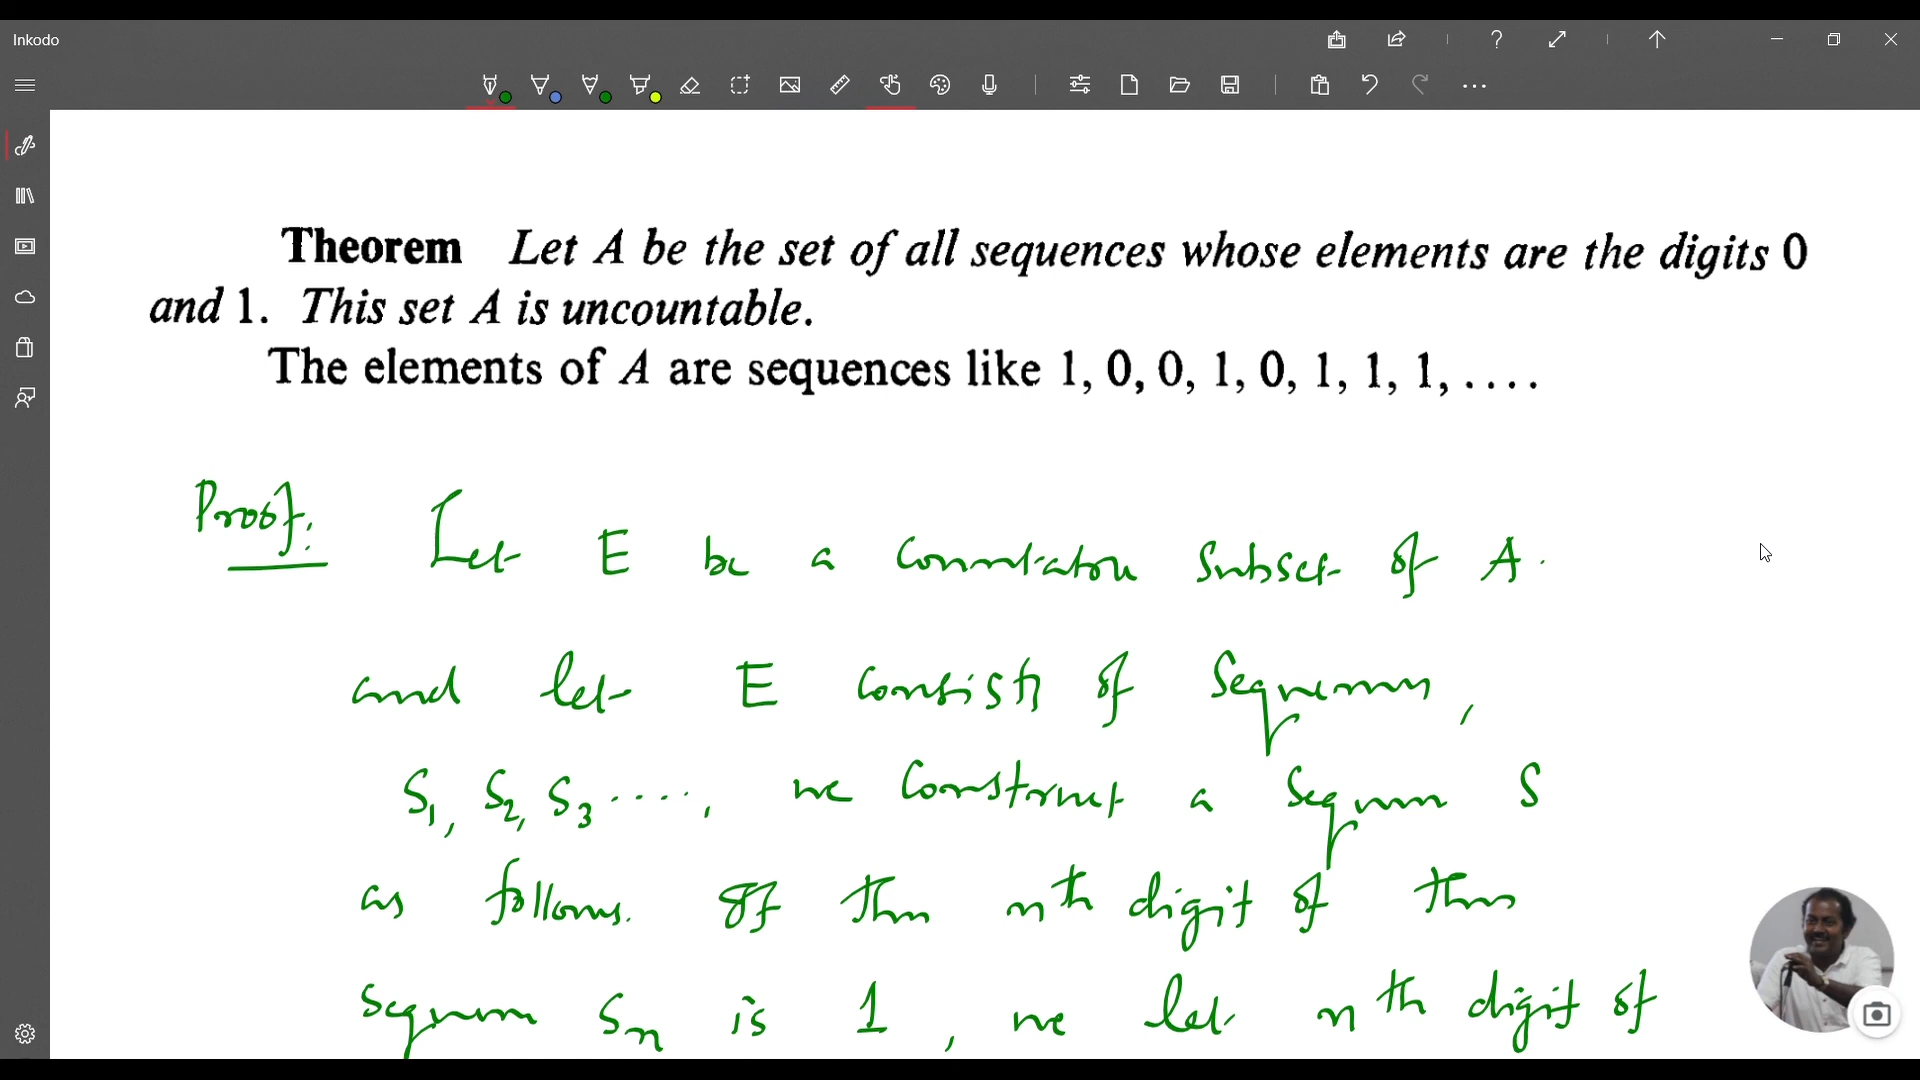 Inkodo
Theorem Let A be the set of all sequences whose elements are the digits 0
and 1. This set A is uncountable.
The elements of A are sequences like 1, 0, 0, 1, 0, 1, 1, 1, ....
Proof: Let E be a countable subset of A.
and let E consists of sequences,
S1, S2, S3 ...., we construct a sequence S
as follows. If the nth digit of the
sequence Sn is 1, we let nth digit of